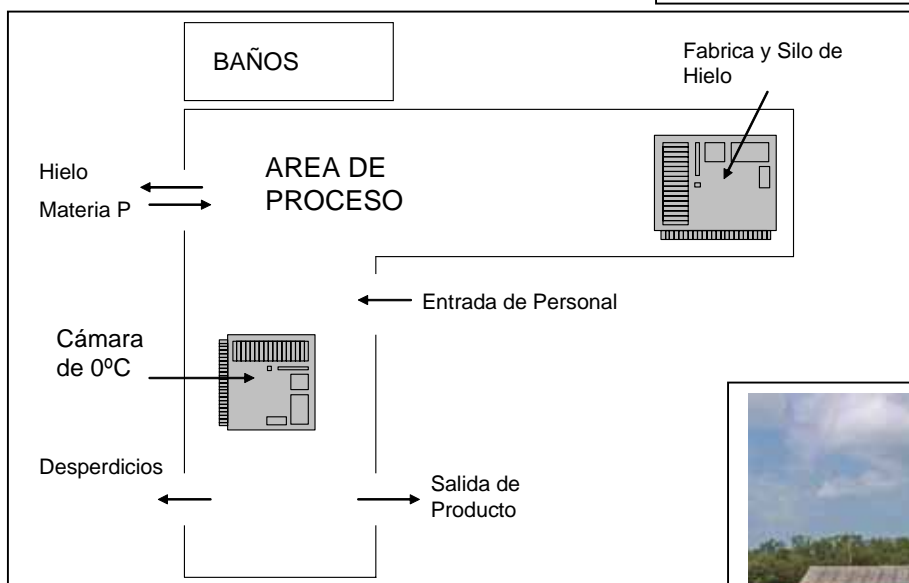 BAÑOS
Fabrica y Silo de
Hielo
AREA DE
PROCESO
Hielo
Materia P
Entrada de Personal
Cámara
de 0ºC
Desperdicios
Salida de
Producto